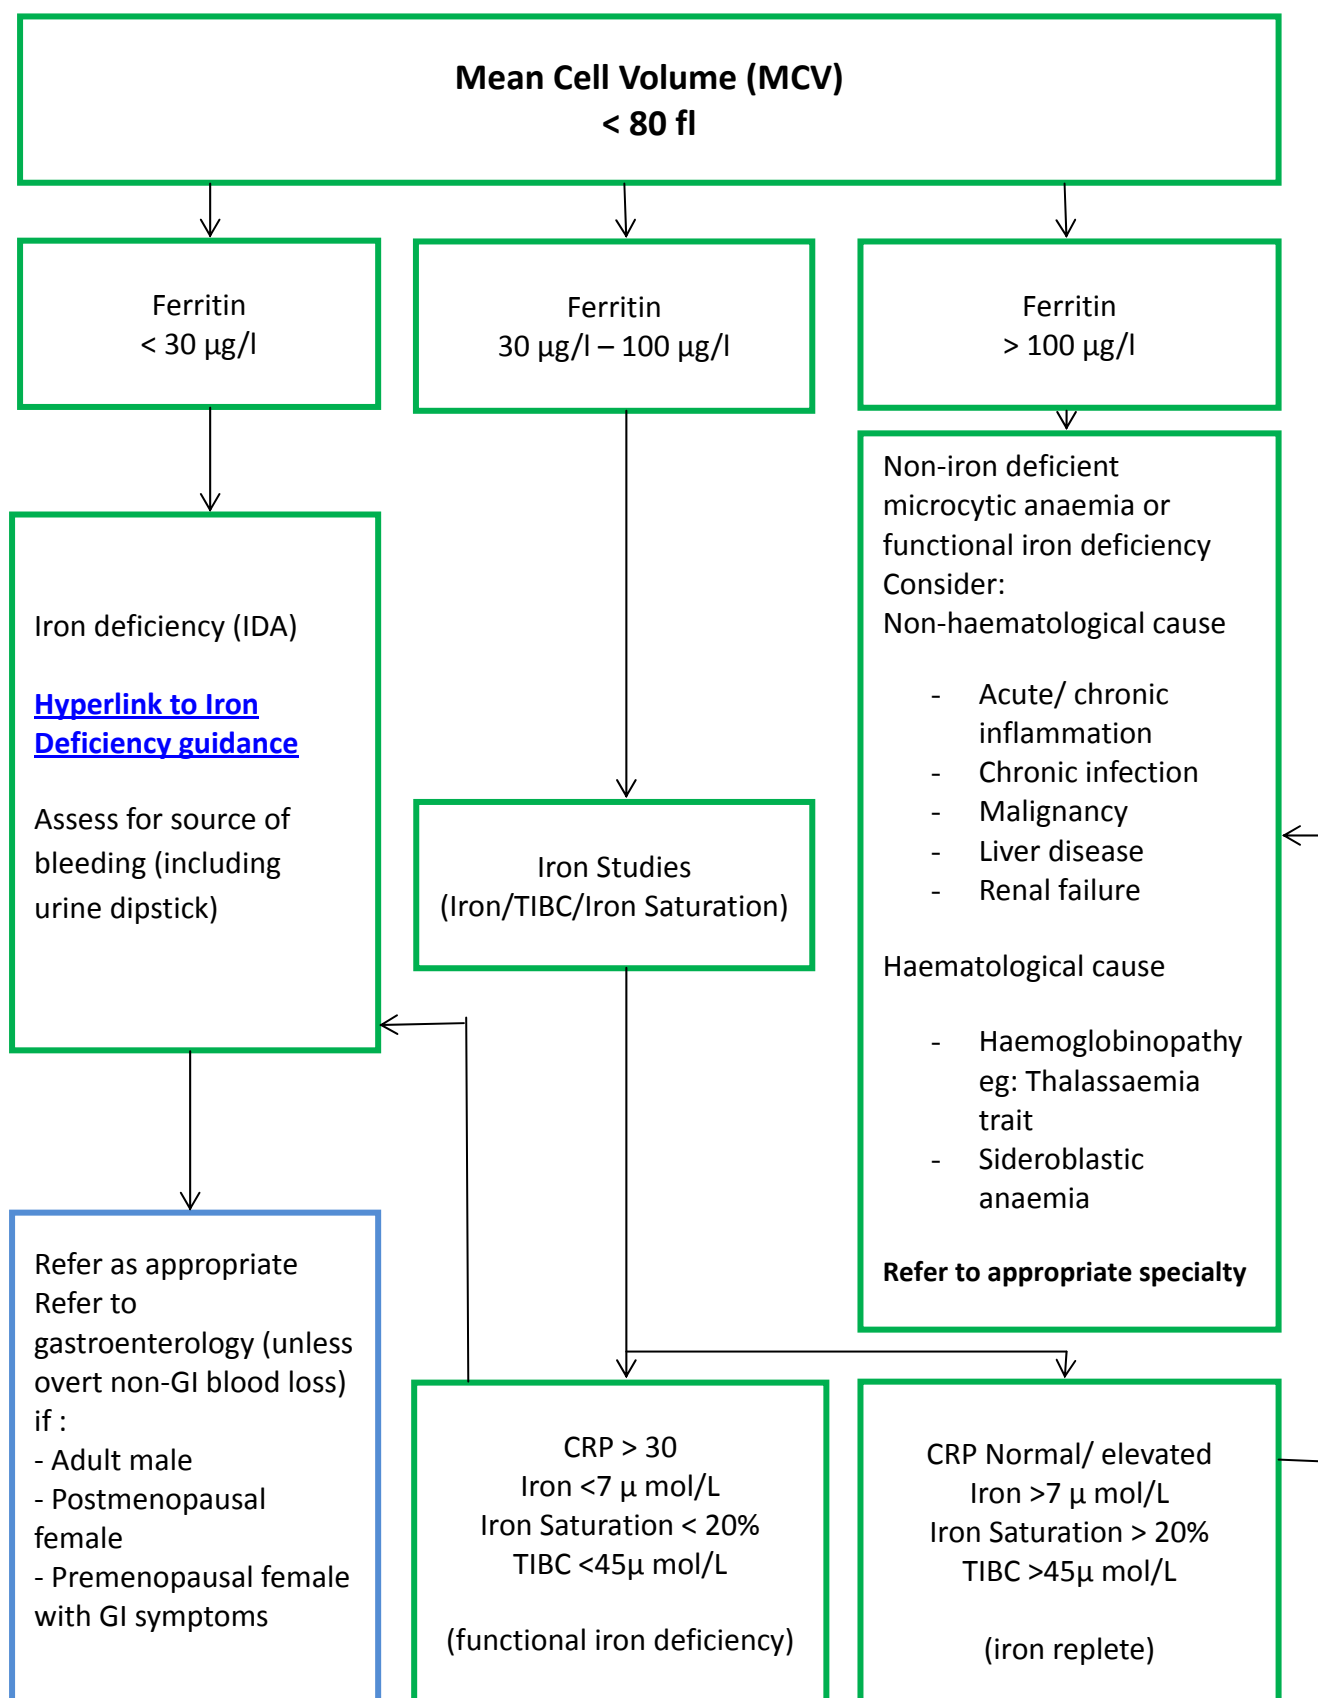 Mean Cell Volume (MCV)
< 80 fl
Ferritin
< 30 µg/l
Ferritin
30 µg/l – 100 µg/l
Ferritin
> 100 µg/l
Iron deficiency (IDA)
Hyperlink to Iron
Deficiency guidance
Assess for source of
bleeding (including
urine dipstick)
Iron Studies
(Iron/TIBC/Iron Saturation)
Non-iron deficient
microcytic anaemia or
functional iron deficiency
Consider:
Non-haematological cause
- Acute/ chronic
inflammation
- Chronic infection
- Malignancy
- Liver disease
- Renal failure
Haematological cause
- Haemoglobinopathy
eg: Thalassaemia
trait
- Sideroblastic
anaemia
Refer to appropriate specialty
Refer as appropriate
Refer to
gastroenterology (unless
overt non-GI blood loss)
if :
- Adult male
- Postmenopausal
female
- Premenopausal female
with GI symptoms
CRP > 30
Iron <7 µ mol/L
Iron Saturation < 20%
TIBC <45µ mol/L
(functional iron deficiency)
CRP Normal/ elevated
Iron >7 µ mol/L
Iron Saturation > 20%
TIBC >45µ mol/L
(iron replete)